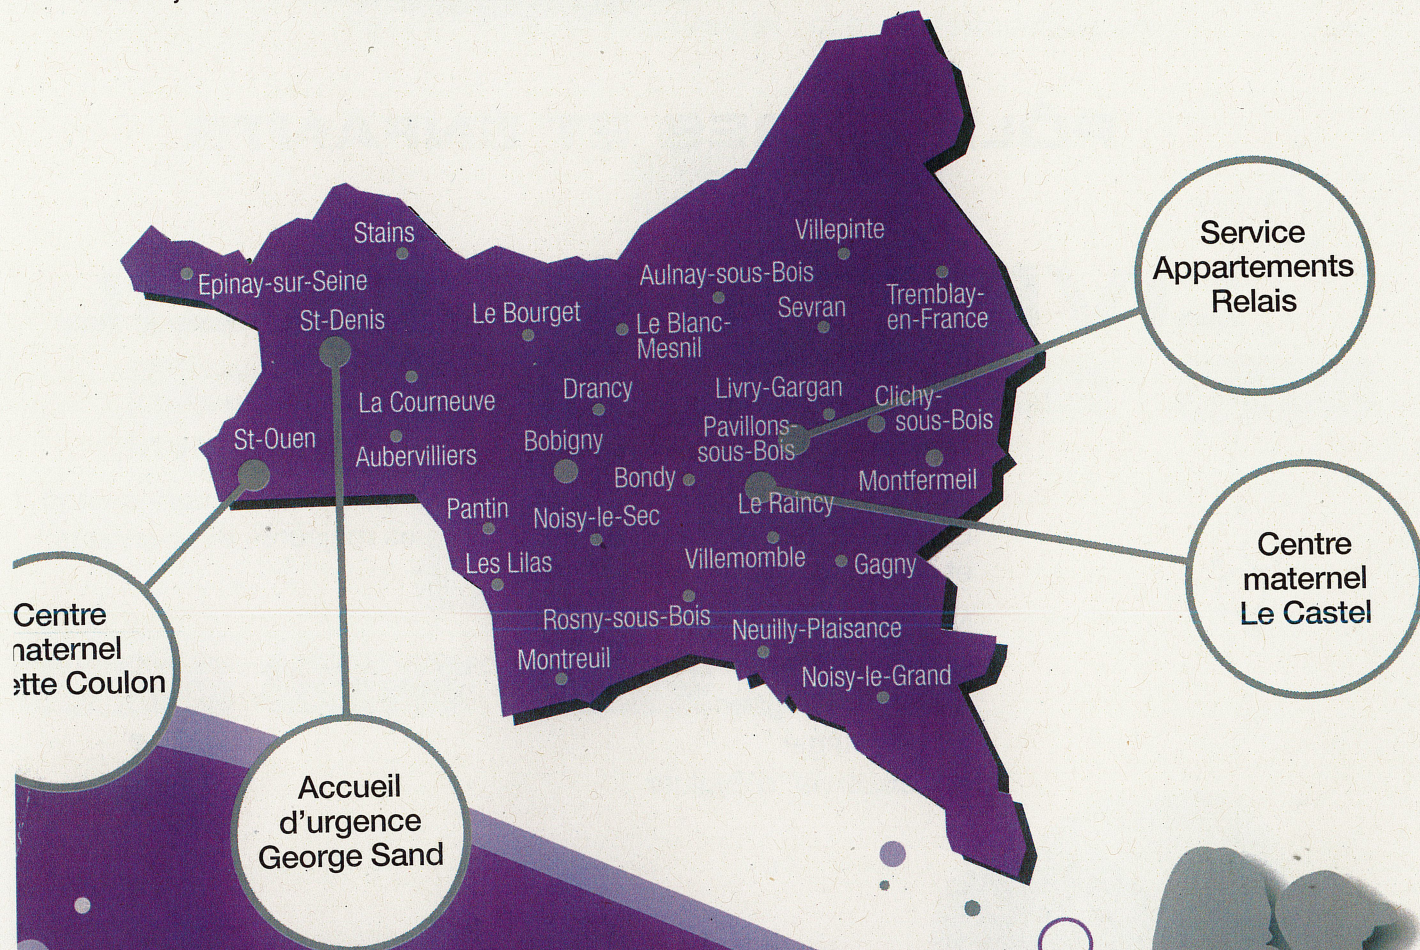 Stains
Villepinte
Epinay-sur-Seine
Aulnay-sous-Bois
St-Denis
Le Bourget
Le Blanc-
Mesnil
Sevran
Tremblay-
en-France
La Courneuve
Drancy
Livry-Gargan
Clichy-
sous-Bois
St-Ouen
Aubervilliers
Bobigny
Pavillons-
sous-Bois
Bondy
Montfermeil
Pantin
Noisy-le-Sec
Le Raincy
Les Lilas
Villemomble
Gagny
Rosny-sous-Bois
Neuilly-Plaisance
Montreuil
Noisy-le-Grand
Service
Appartements
Relais
Centre
maternel
Le Castel
Centre
naternel
tte Coulon
Accueil
d'urgence
George Sand